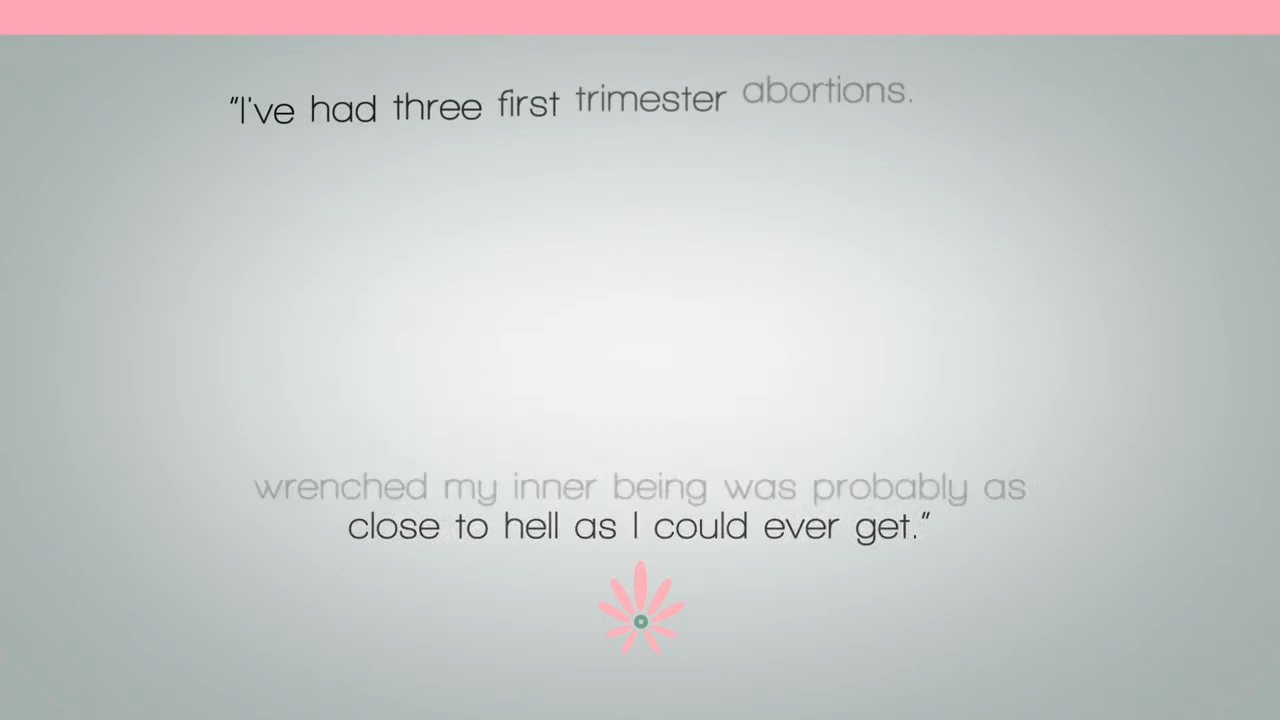 "I've had three first trimester abortions.
wrenched my inner being was probably as
close to hell as I could ever get."